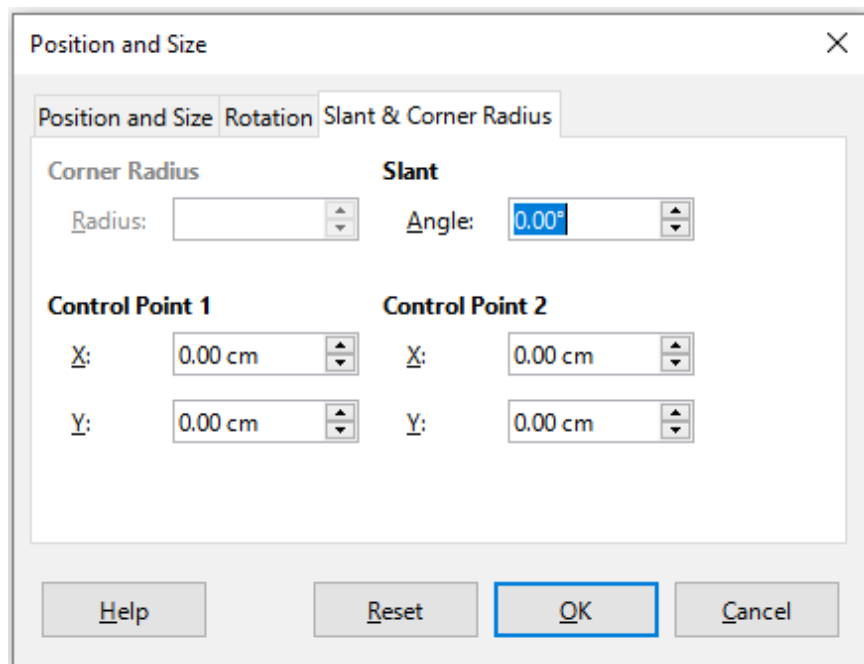 Position and Size
Position and Size Rotation Slant & Corner Radius
Corner Radius Slant
Radius: Angle: 0.00°
Control Point 1 Control Point 2
X: 0.00 cm X: 0.00 cm
Y: 0.00 cm Y: 0.00 cm
Help Reset OK Cancel